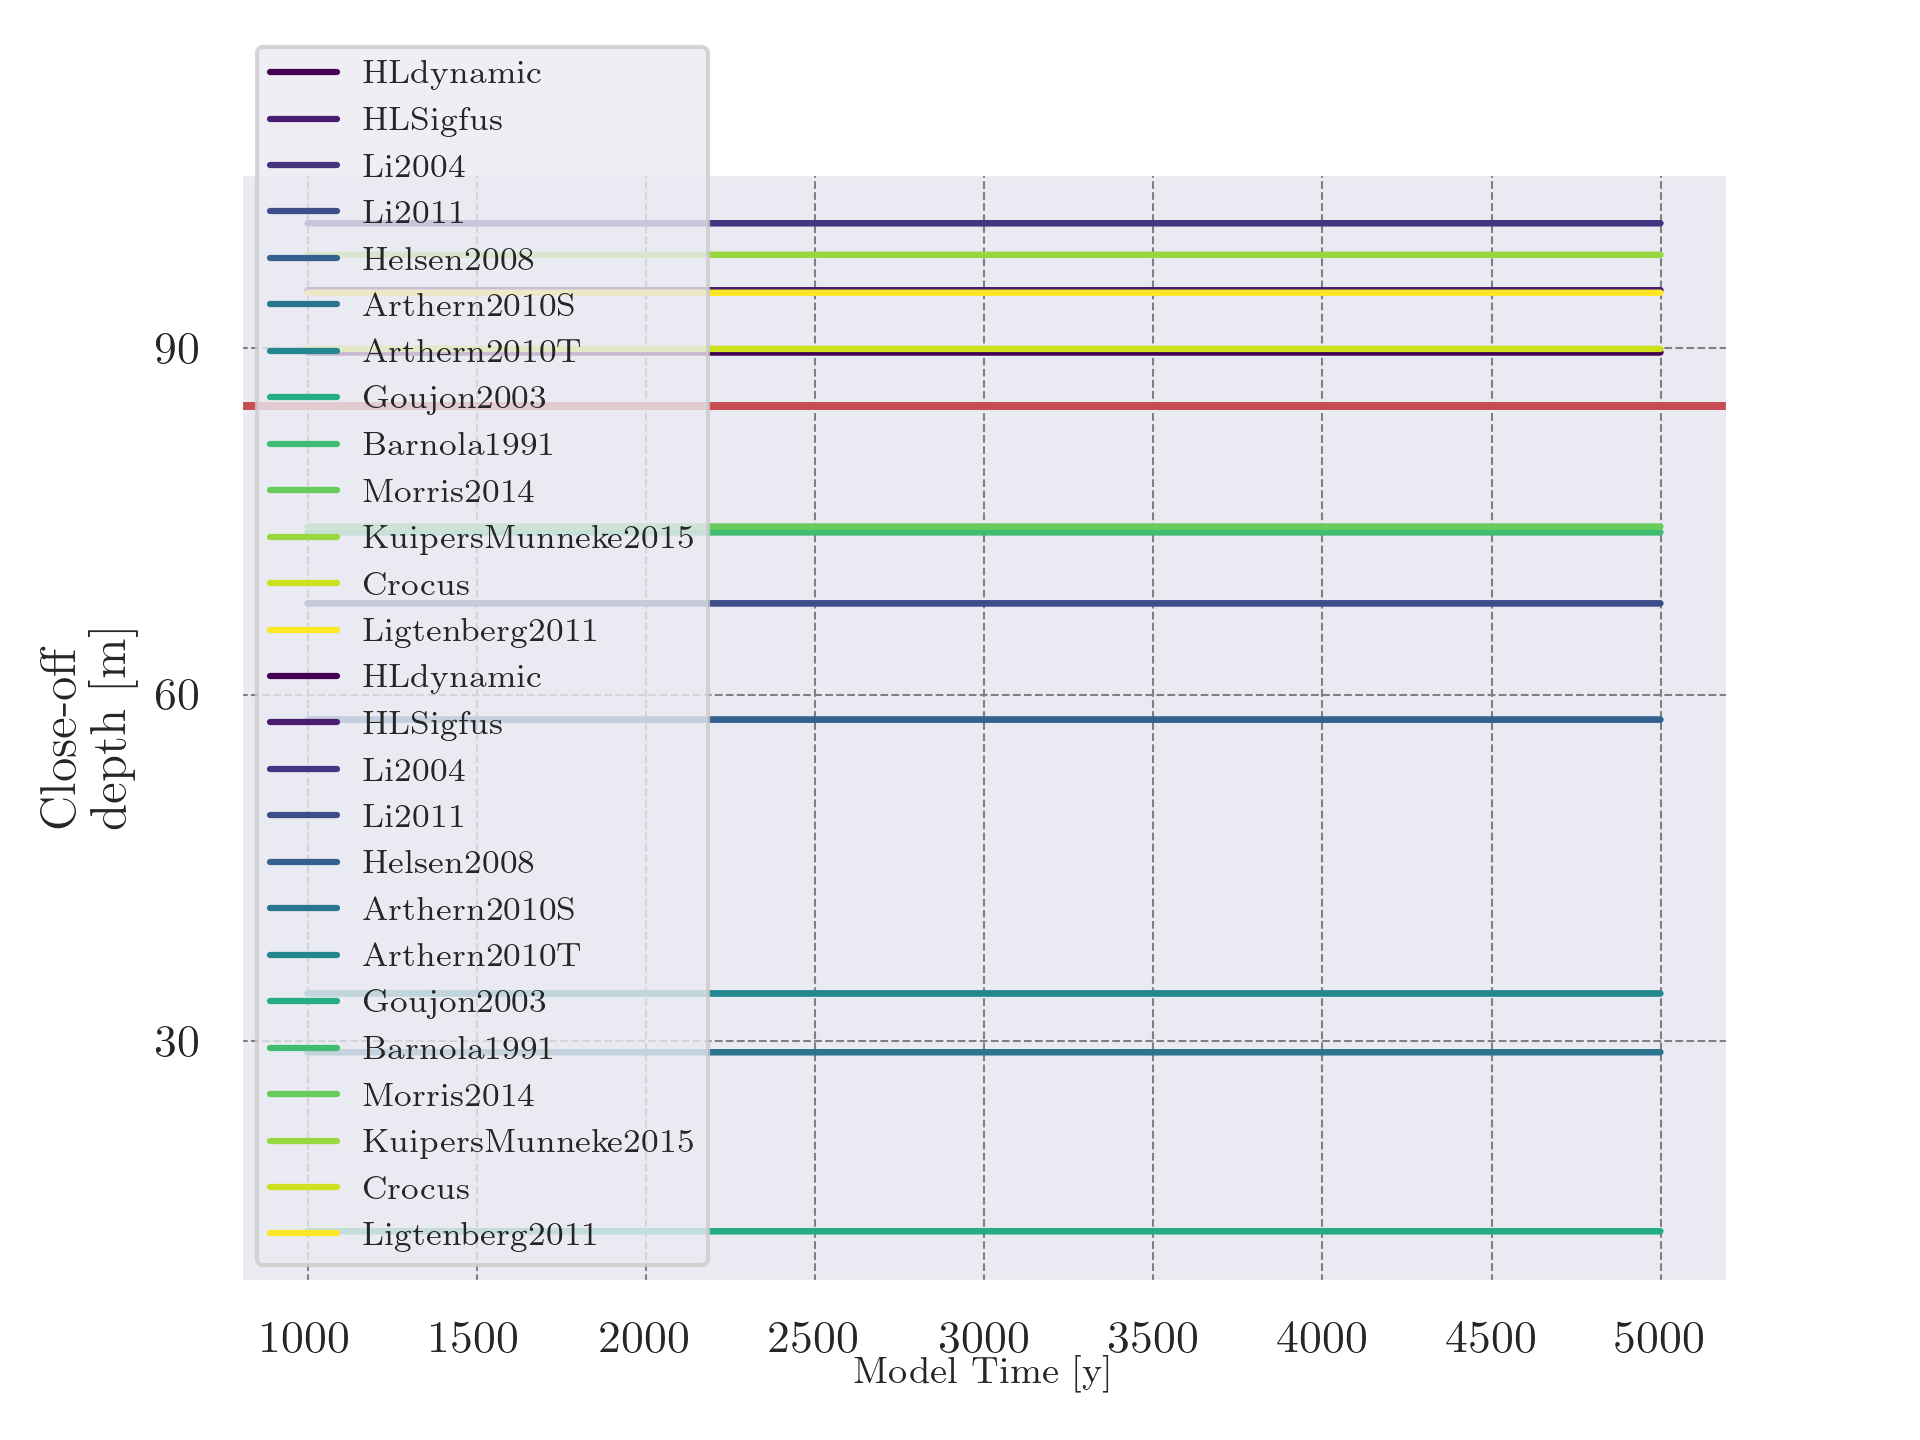 HLdynamic
HLSigfus
Li2004
Li2011
Helsen2008
Arthern2010S
Arthern2010T
Goujon2003
Barnola1991
Morris2014
KuipersMunneke2015
Crocus
Ligtenberg2011
HLdynamic
HLSigfus
Li2004
Li2011
Helsen2008
Arthern2010S
Arthern2010T
Goujon2003
Barnola1991
Morris2014
KuipersMunneke2015
Crocus
Ligtenberg2011
90
60
30
Close-off
depth [m]
1000 1500 2000 2500 3000 3500 4000 4500 5000
Model Time [y]